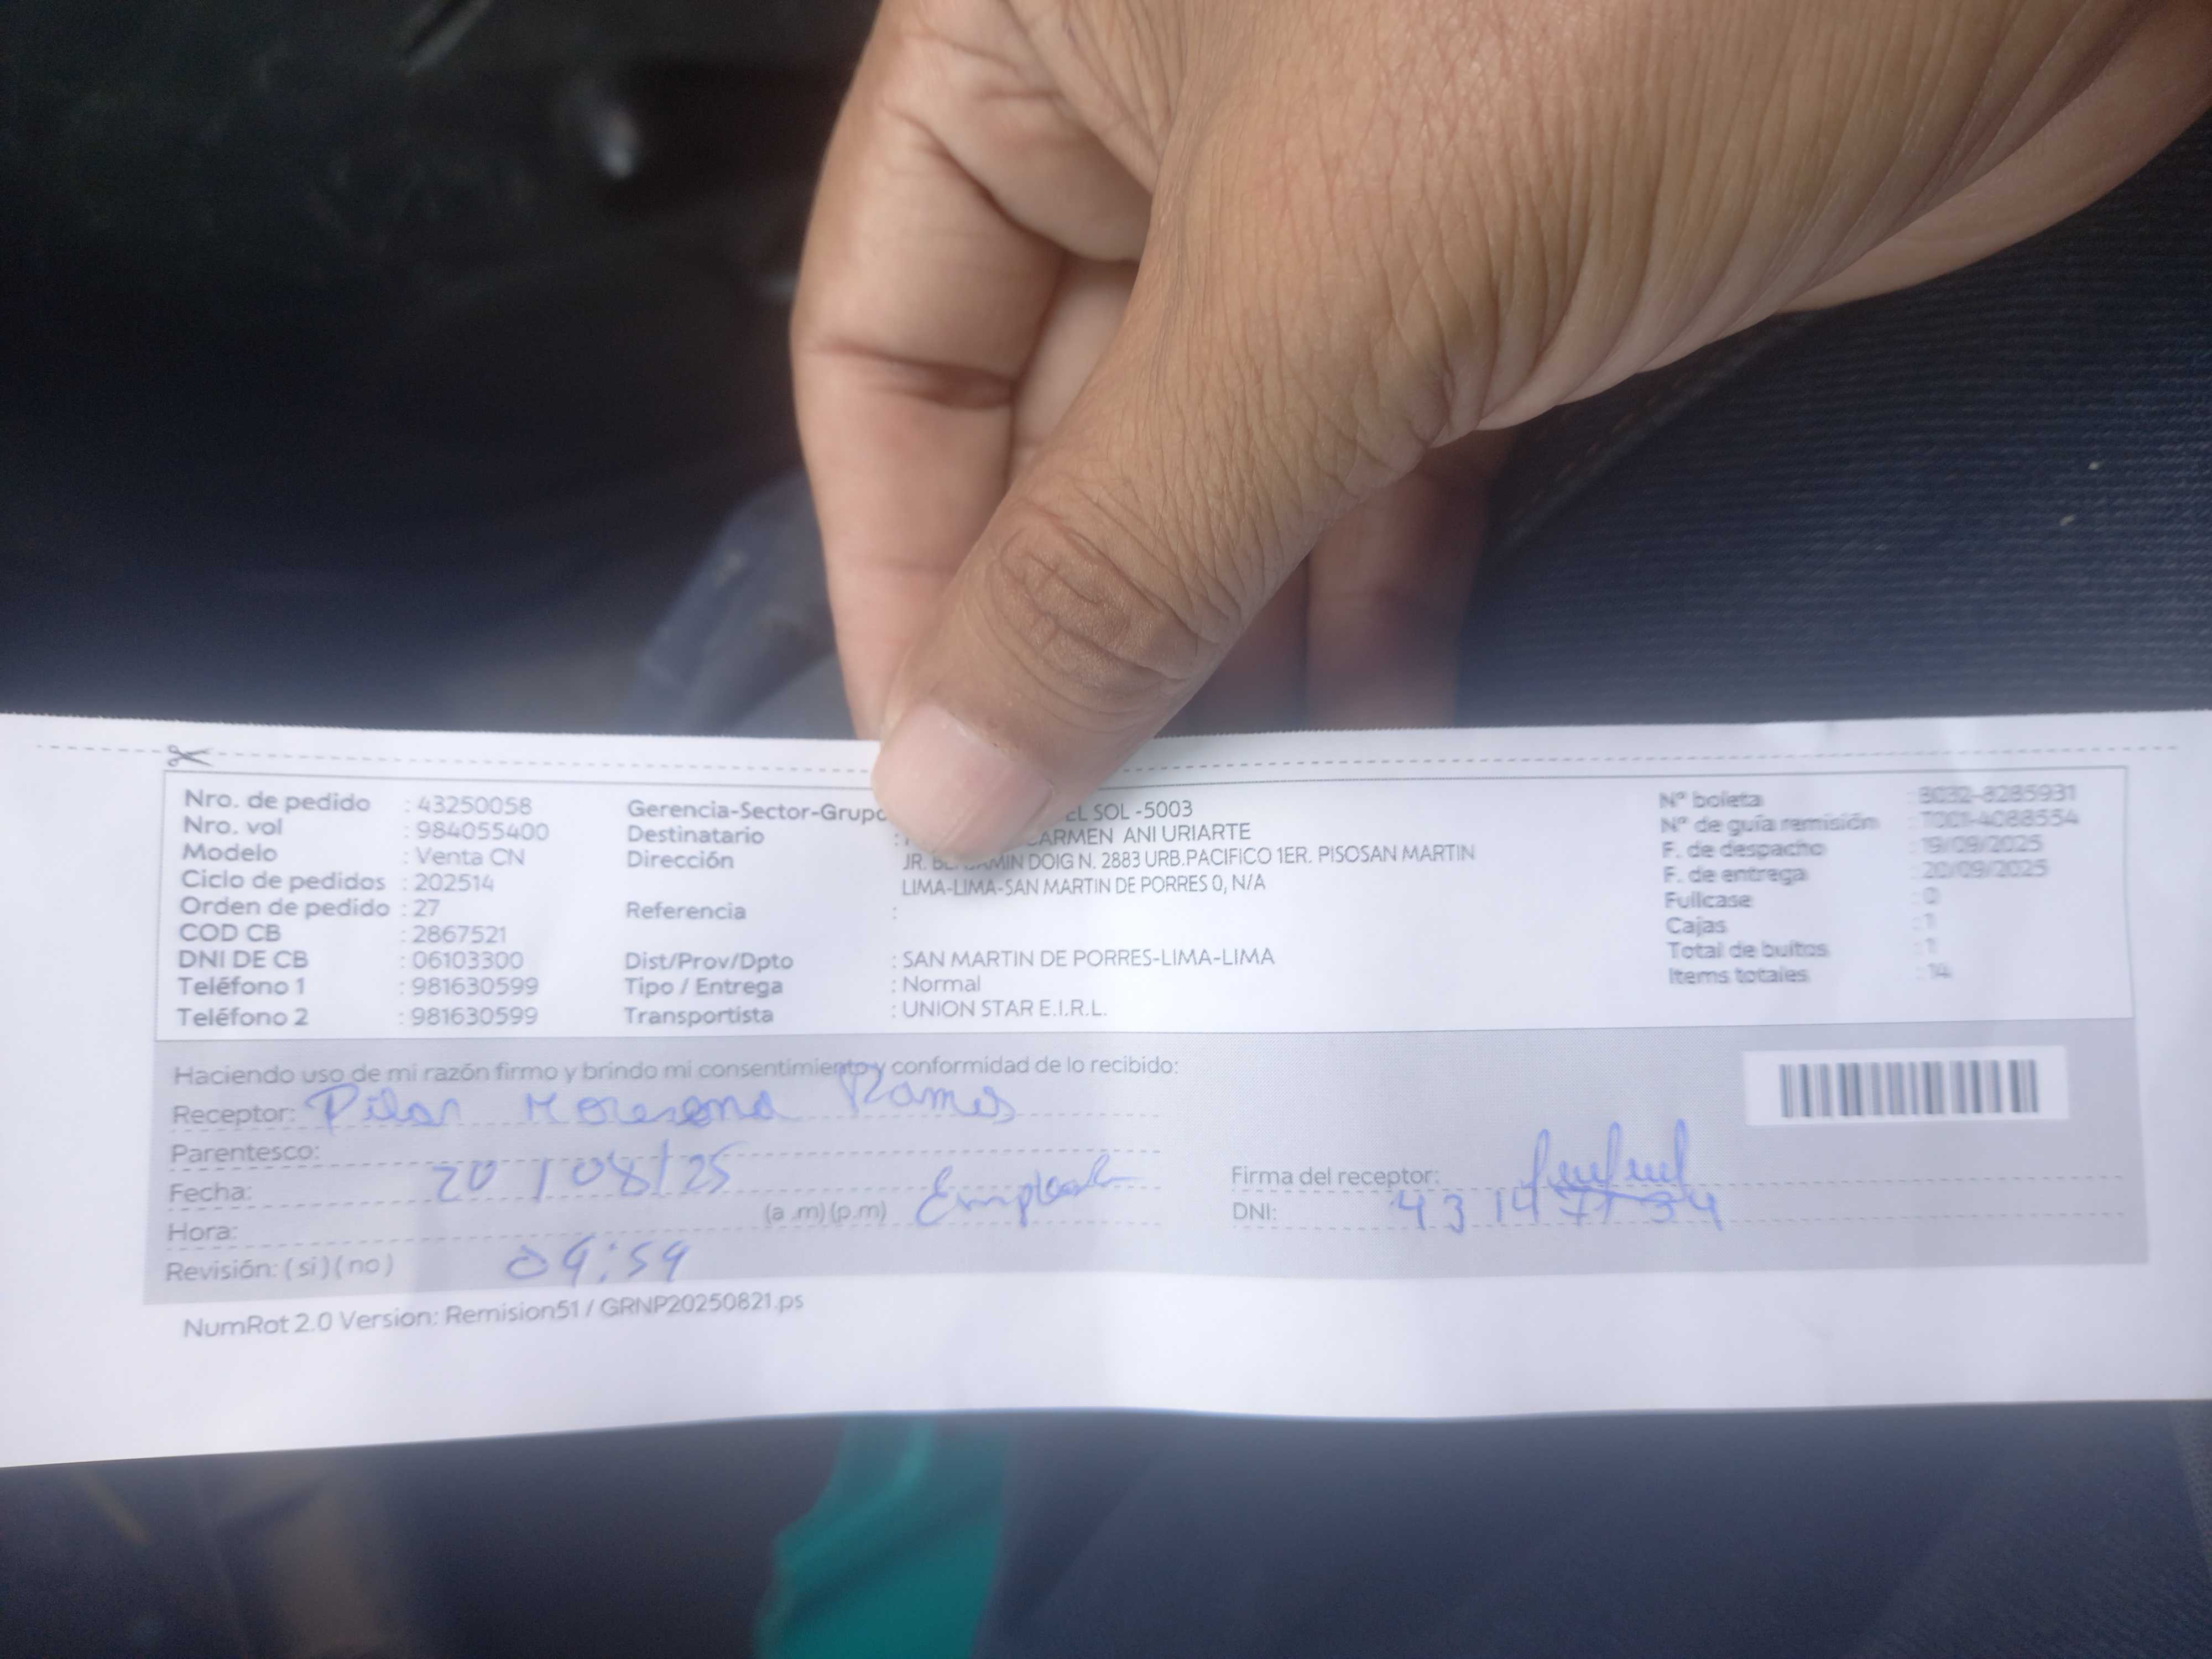 Nro. de pedido : 43250058
Nro. vol : 984055400
Modelo : Venta CN
Ciclo de pedidos : 202514
Orden de pedido : 27
COD CB : 2867521
DNI DE CB : 06103300
Teléfono 1 : 981630599
Teléfono 2 : 981630599
Gerencia-Sector-Grupo EL SOL -5003
Destinatario : CARMEN ANI URIARTE
Dirección JR. BENJAMIN DOIG N. 2883 URB.PACIFICO 1ER. PISOSAN MARTIN
LIMA-LIMA-SAN MARTIN DE PORRES 0, N/A
Referencia :
Dist/Prov/Dpto : SAN MARTIN DE PORRES-LIMA-LIMA
Tipo / Entrega : Normal
Transportista : UNION STAR E.I.R.L.
N° boleta : B032-8285931
N° de guía remisión : T001-4088554
F. de despacho : 19/09/2025
F. de entrega : 20/09/2025
Fullcase : 0
Cajas : 1
Total de bultos : 1
Items totales : 14
Haciendo uso de mi razón firmo y brindo mi consentimiento y conformidad de lo recibido:
Receptor: Pilar Ramos
Parentesco:
Fecha: 20/08/25
Hora: (a .m) (p.m)
Revisión: ( si ) ( no ) 09:59
Firma del receptor:
DNI:
NumRot 2.0 Version: Remision51 / GRNP20250821.ps